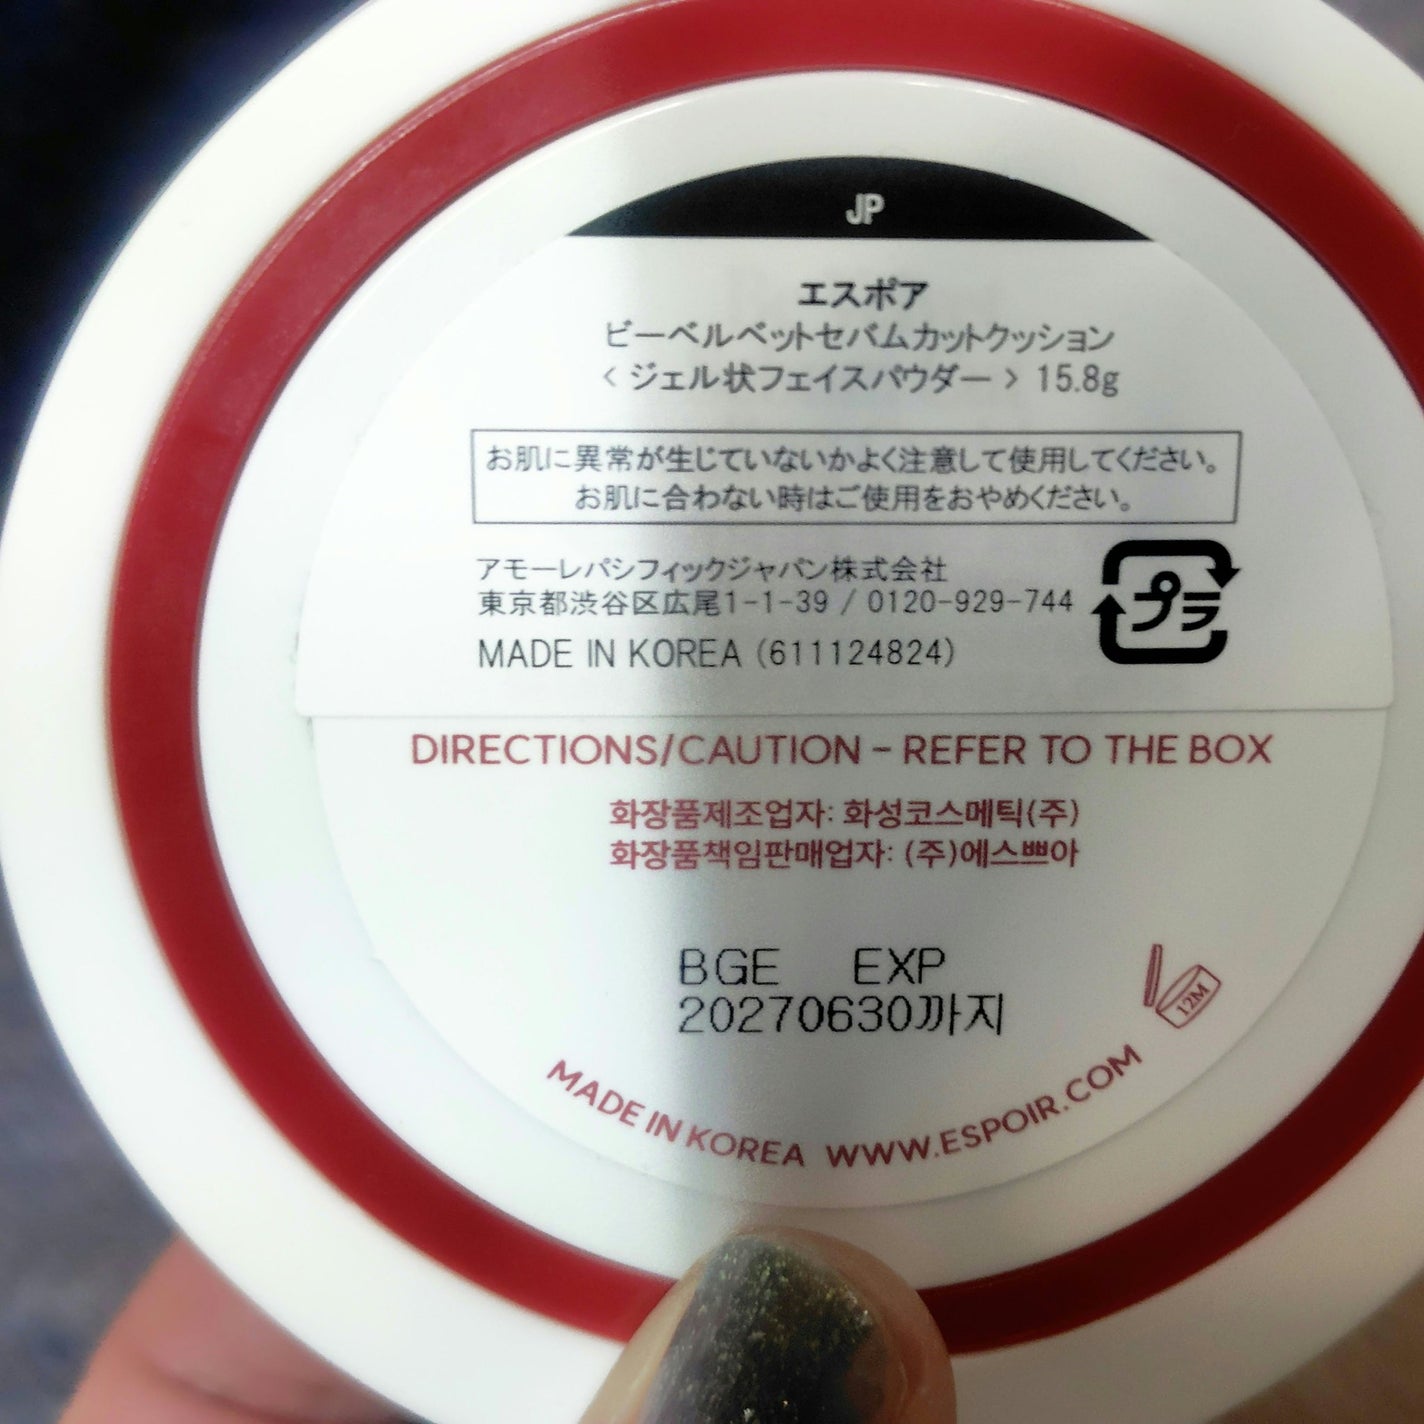 JP
エスポア
ビーベルベットセバムカットクッション
< ジェル状フェイスパウダー > 15.8g
お肌に異常が生じていないかよく注意して使用してください。
お肌に合わない時はご使用をおやめください。
アモーレパシフィックジャパン株式会社
東京都渋谷区広尾1-1-39 / 0120-929-744
プラ
MADE IN KOREA (611124824)
DIRECTIONS/CAUTION - REFER TO THE BOX
화장품제조업자: 화성코스메틱(주)
화장품책임판매업자: (주)에스쁘아
BGE EXP
20270630까지
12M
MADE IN KOREA WWW.ESPOIR.COM